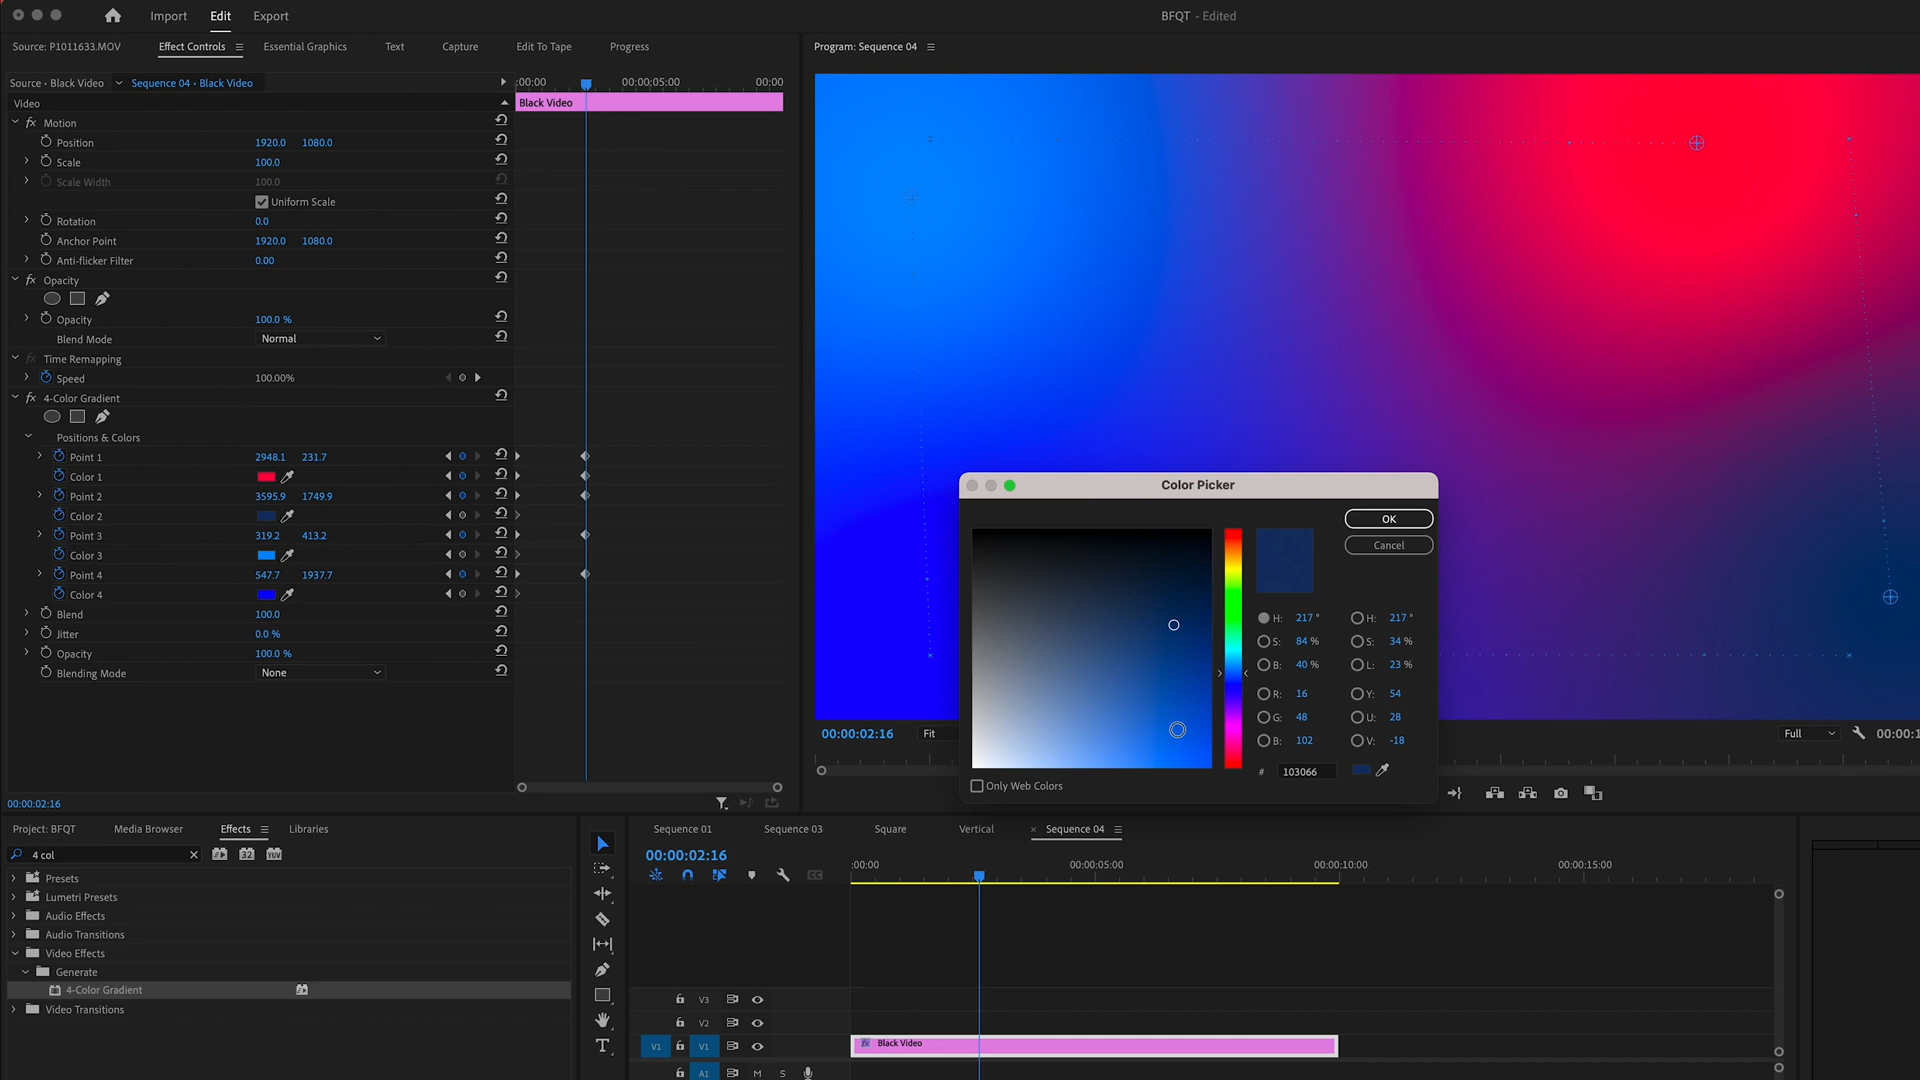 Import Edit Export BFQT - Edited
Source: P1011633.MOV Effect Controls Essential Graphics Text Capture Edit To Tape Progress Program: Sequence 04
Source • Black Video Sequence 04 • Black Video :00:00 00:00:05:00 00:00
Video Black Video
fx Motion
Position 1920.0 1080.0
Scale 100.0
Scale Width 100.0
Uniform Scale
Rotation 0.0
Anchor Point 1920.0 1080.0
Anti-flicker Filter 0.00
fx Opacity
Opacity 100.0 %
Blend Mode Normal
fx Time Remapping
Speed 100.00%
fx 4-Color Gradient
Positions & Colors
Point 1 2948.1 231.7
Color 1
Point 2 3595.9 1749.9
Color 2
Point 3 319.2 413.2
Color 3
Point 4 547.7 1937.7
Color 4
Blend 100.0
Jitter 0.0 %
Opacity 100.0 %
Blending Mode None
00:00:02:16
Color Picker
OK
Cancel
H: 217 ° H: 217 °
S: 84 % S: 34 %
B: 40 % L: 23 %
R: 16 Y: 54
G: 48 U: 28
B: 102 V: -18
# 103066
Only Web Colors
00:00:02:16 Fit Full 00:00:1
Project: BFQT Media Browser Effects Libraries
4 col 32 YUV
Presets
Lumetri Presets
Audio Effects
Audio Transitions
Video Effects
Generate
4-Color Gradient
Video Transitions
Sequence 01 Sequence 03 Square Vertical × Sequence 04
00:00:02:16 :00:00 00:00:05:00 00:00:10:00 00:00:15:00
CC
V3
V2
V1 V1 fx Black Video
A1 M S
T